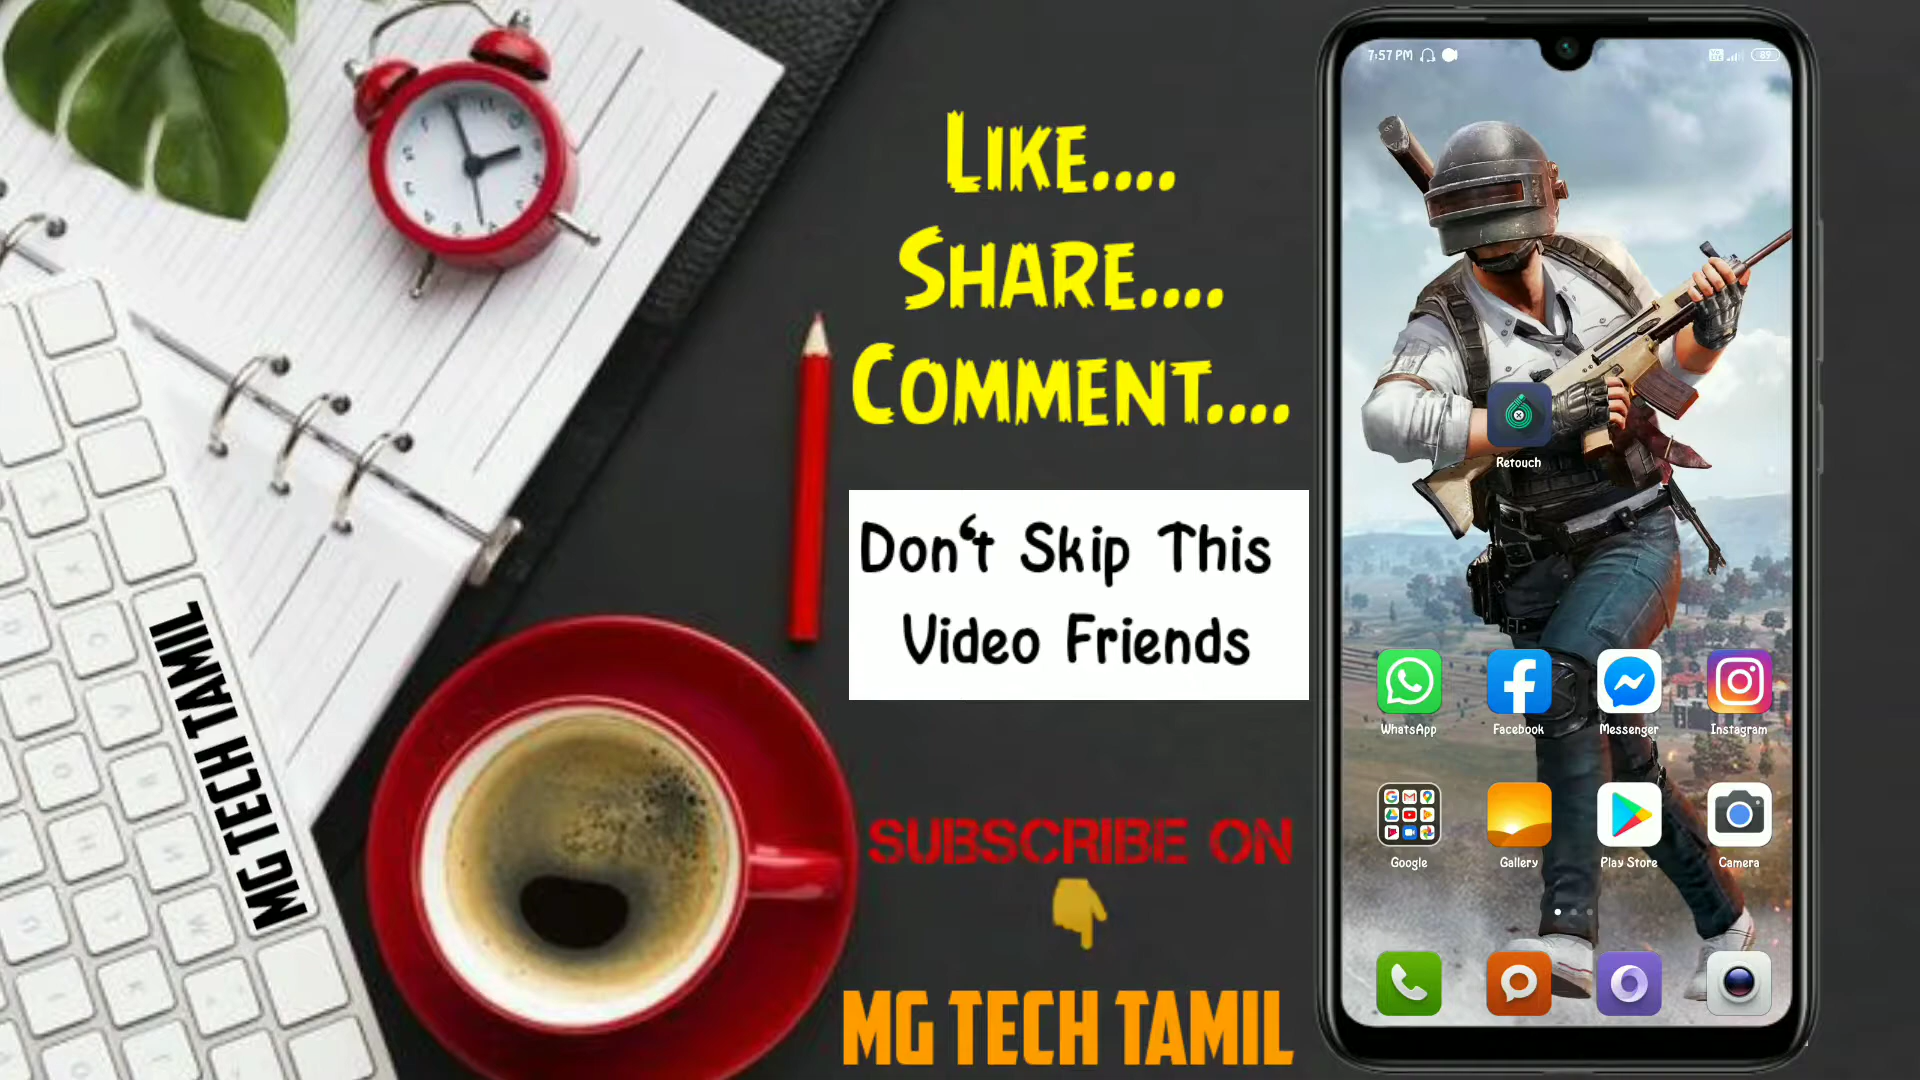 LIKE....
SHARE....
COMMENT....
Don't Skip This
Video Friends
SUBSCRIBE ON
MG TECH TAMIL
MG TECH TAMIL
7:57 PM
89
Retouch
WhatsApp
Facebook
Messenger
Instagram
Google
Gallery
Play Store
Camera